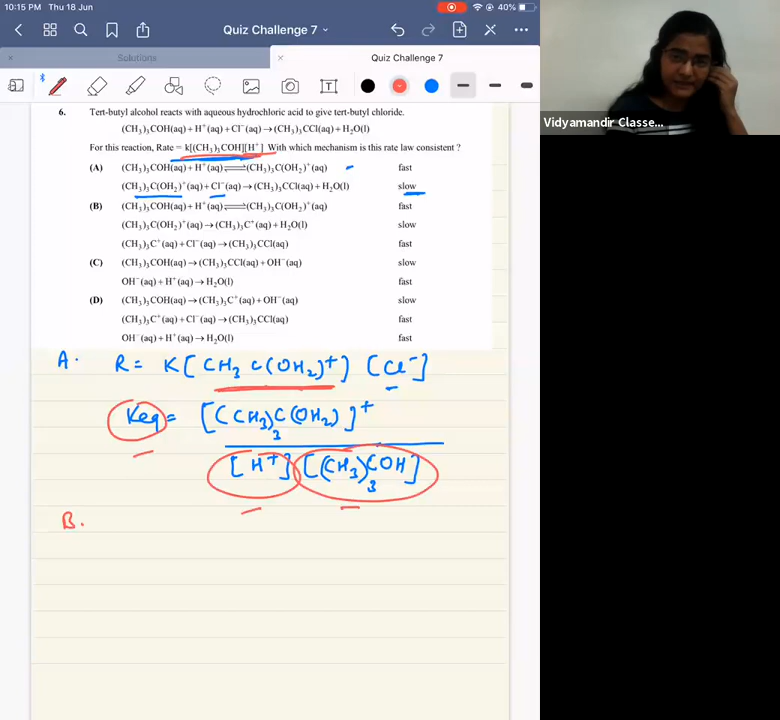 10:15 PM Thu 18 Jun
40%
Quiz Challenge 7
Solutions
Quiz Challenge 7
T
Vidyamandir Classe...
6. Tert-butyl alcohol reacts with aqueous hydrochloric acid to give tert-butyl chloride.
(CH₃)₃COH(aq) + H⁺(aq) + Cl⁻(aq) → (CH₃)₃CCl(aq) + H₂O(l)
For this reaction, Rate = k[(CH₃)₃COH][H⁺] With which mechanism is this rate law consistent ?
(A) (CH₃)₃COH(aq) + H⁺(aq) ⇌ (CH₃)₃C(OH₂)⁺(aq) fast
(CH₃)₃C(OH₂)⁺(aq) + Cl⁻(aq) → (CH₃)₃CCl(aq) + H₂O(l) slow
(B) (CH₃)₃COH(aq) + H⁺(aq) ⇌ (CH₃)₃C(OH₂)⁺(aq) fast
(CH₃)₃C(OH₂)⁺(aq) → (CH₃)₃C⁺(aq) + H₂O(l) slow
(CH₃)₃C⁺(aq) + Cl⁻(aq) → (CH₃)₃CCl(aq) fast
(C) (CH₃)₃COH(aq) → (CH₃)₃CCl(aq) + OH⁻(aq) slow
OH⁻(aq) + H⁺(aq) → H₂O(l) fast
(D) (CH₃)₃COH(aq) → (CH₃)₃C⁺(aq) + OH⁻(aq) slow
(CH₃)₃C⁺(aq) + Cl⁻(aq) → (CH₃)₃CCl(aq) fast
OH⁻(aq) + H⁺(aq) → H₂O(l) fast
A. R = K[CH₃ C(OH₂)⁺] [Cl⁻]
Keq = [(CH₃)₃C(OH₂)]⁺
[H⁺] [(CH₃)₃COH]
B.